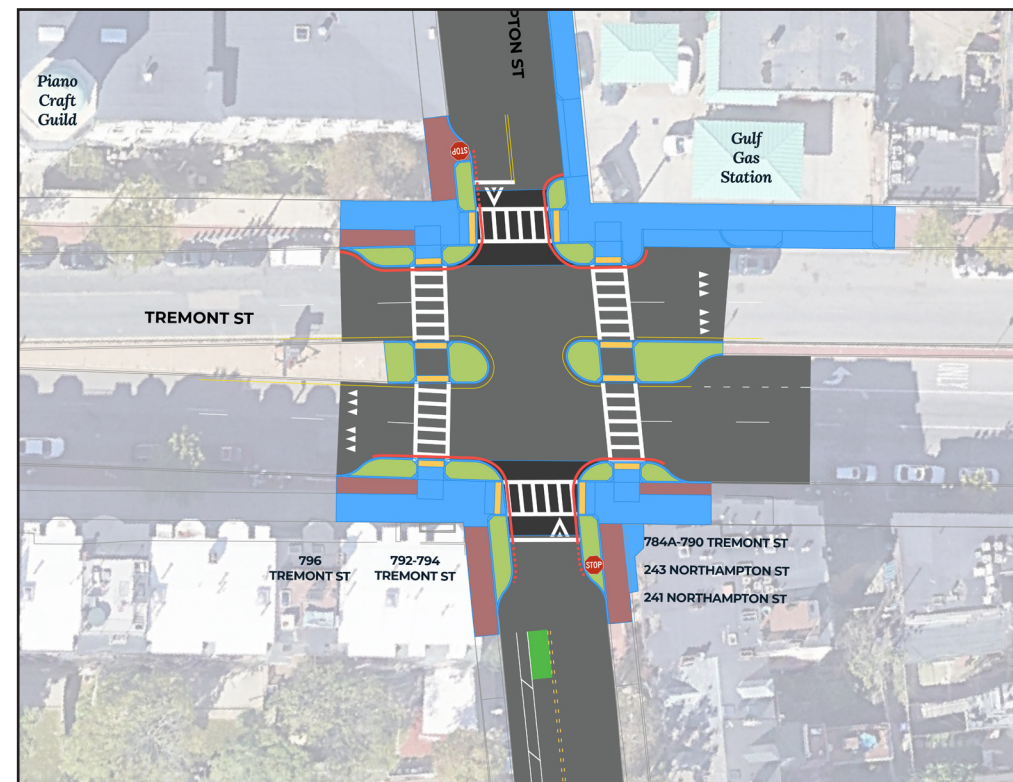 PTON ST
Piano
Craft
Guild
STOP
Gulf
Gas
Station
TREMONT ST
ONLY
784A-790 TREMONT ST
796
TREMONT ST
792-794
TREMONT ST
STOP
243 NORTHAMPTON ST
241 NORTHAMPTON ST